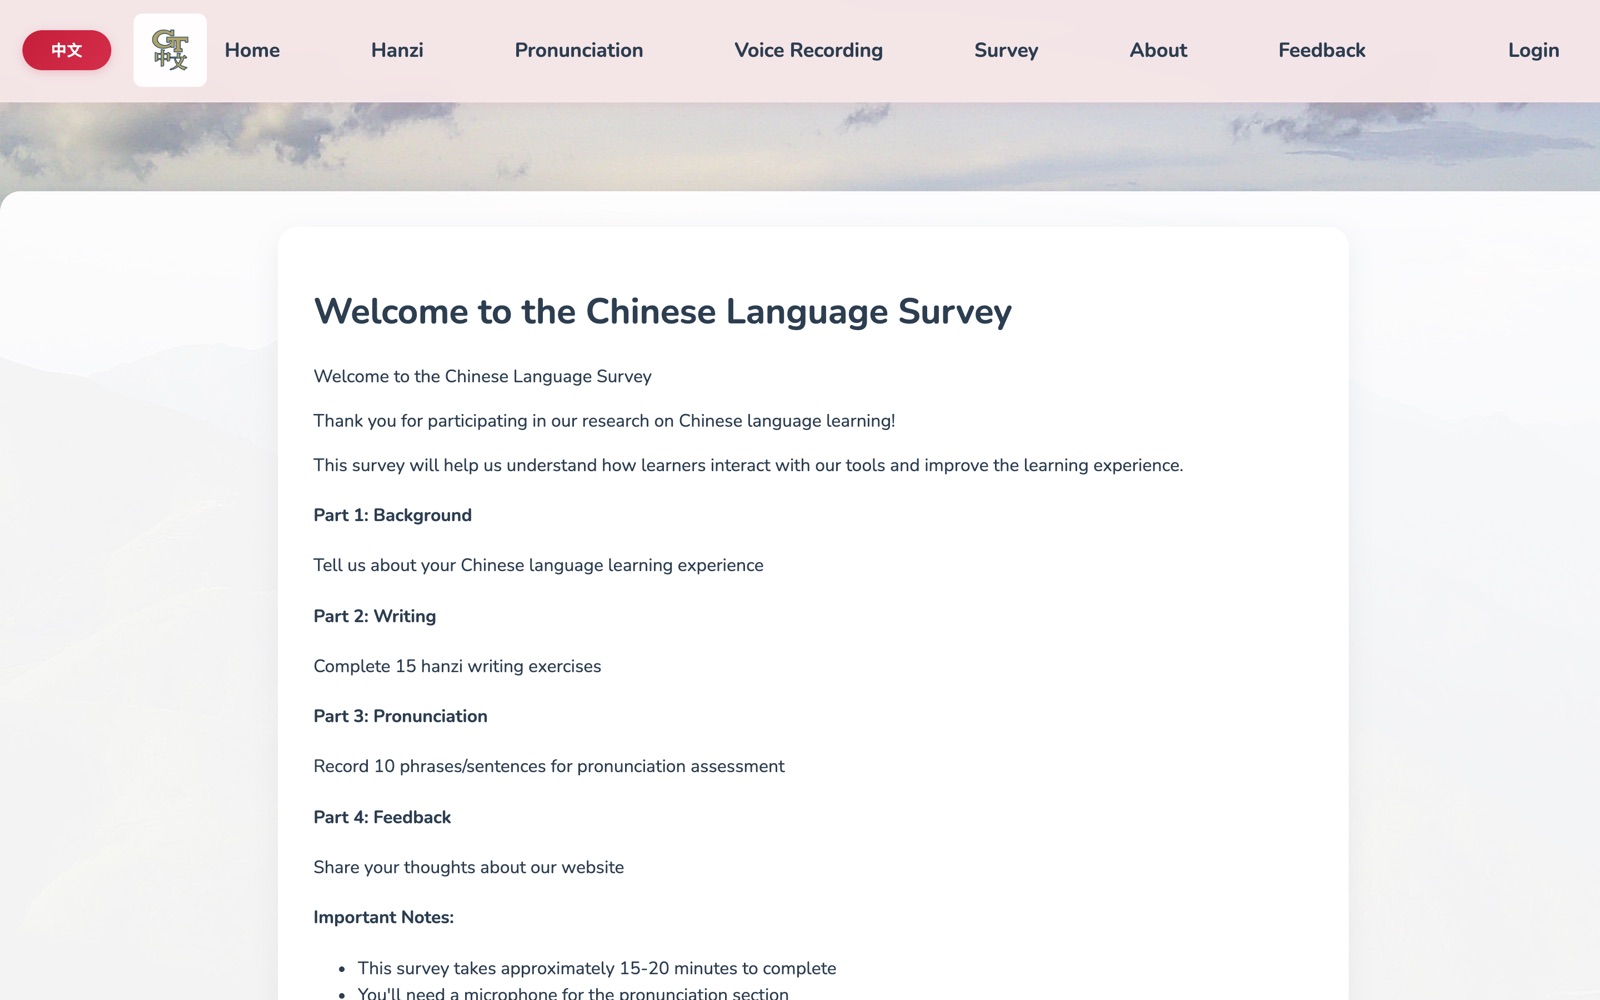 中文
GT
中文
Home
Hanzi
Pronunciation
Voice Recording
Survey
About
Feedback
Login
Welcome to the Chinese Language Survey
Welcome to the Chinese Language Survey
Thank you for participating in our research on Chinese language learning!
This survey will help us understand how learners interact with our tools and improve the learning experience.
Part 1: Background
Tell us about your Chinese language learning experience
Part 2: Writing
Complete 15 hanzi writing exercises
Part 3: Pronunciation
Record 10 phrases/sentences for pronunciation assessment
Part 4: Feedback
Share your thoughts about our website
Important Notes:
• This survey takes approximately 15-20 minutes to complete
• You'll need a microphone for the pronunciation section